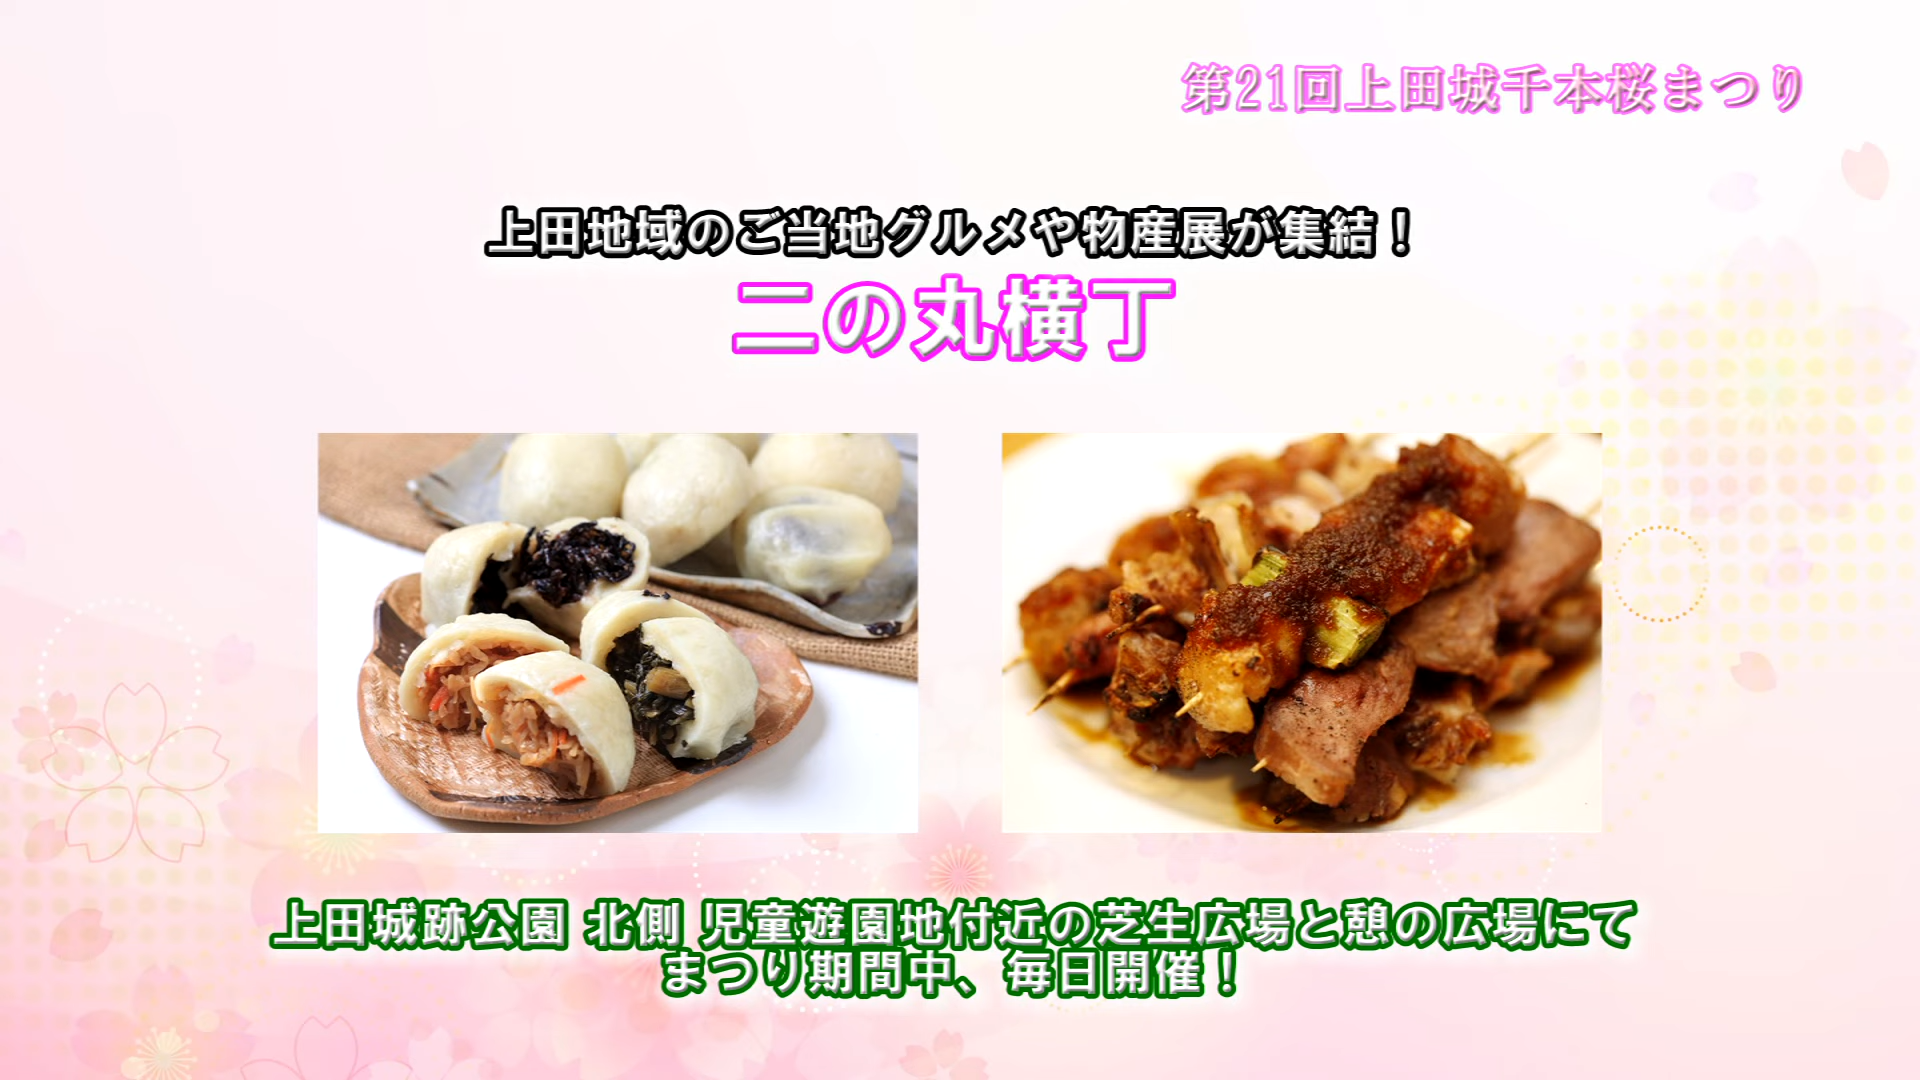 第21回上田城千本桜まつり
上田地域のご当地グルメや物産展が集結！
二の丸横丁
上田城跡公園 北側 児童遊園地付近の芝生広場と憩の広場にて
まつり期間中、毎日開催！